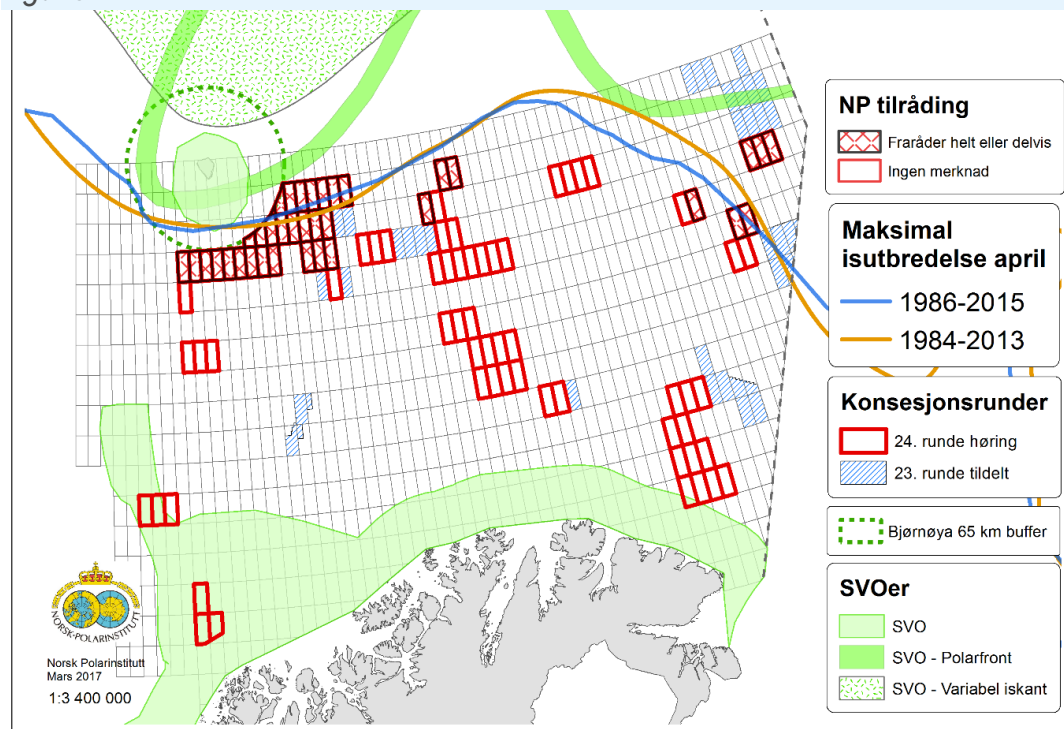 NP tilråding
Fraråder helt eller delvis
Ingen merknad
Maksimal
isutbredelse april
1986-2015
1984-2013
Konsesjonsrunder
24. runde høring
23. runde tildelt
Bjørnøya 65 km buffer
SVOer
SVO
SVO - Polarfront
SVO - Variabel iskant
NORSK-POLARINSTITUTT
Norsk Polarinstitutt
Mars 2017
1:3 400 000